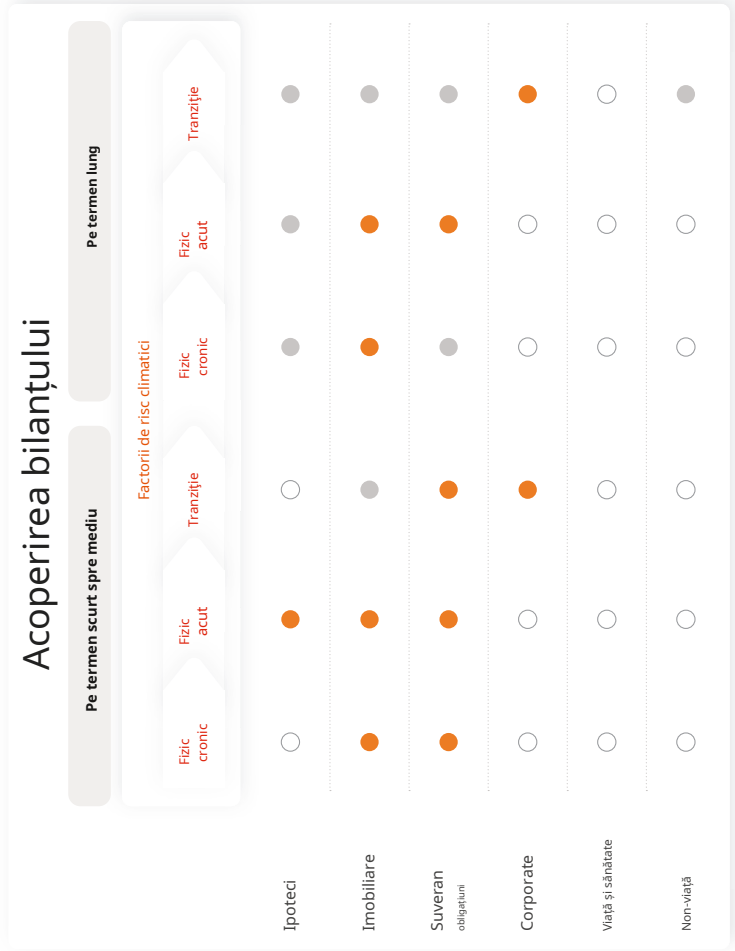 Acoperirea bilanțului
Pe termen scurt spre mediu
Pe termen lung
Factorii de risc climatici
Fizic
cronic
Fizic
acut
Tranziție
Fizic
cronic
Fizic
acut
Tranziție
Ipoteci
Imobiliare
Suveran
obligațiuni
Corporate
Viață și sănătate
Non-viață